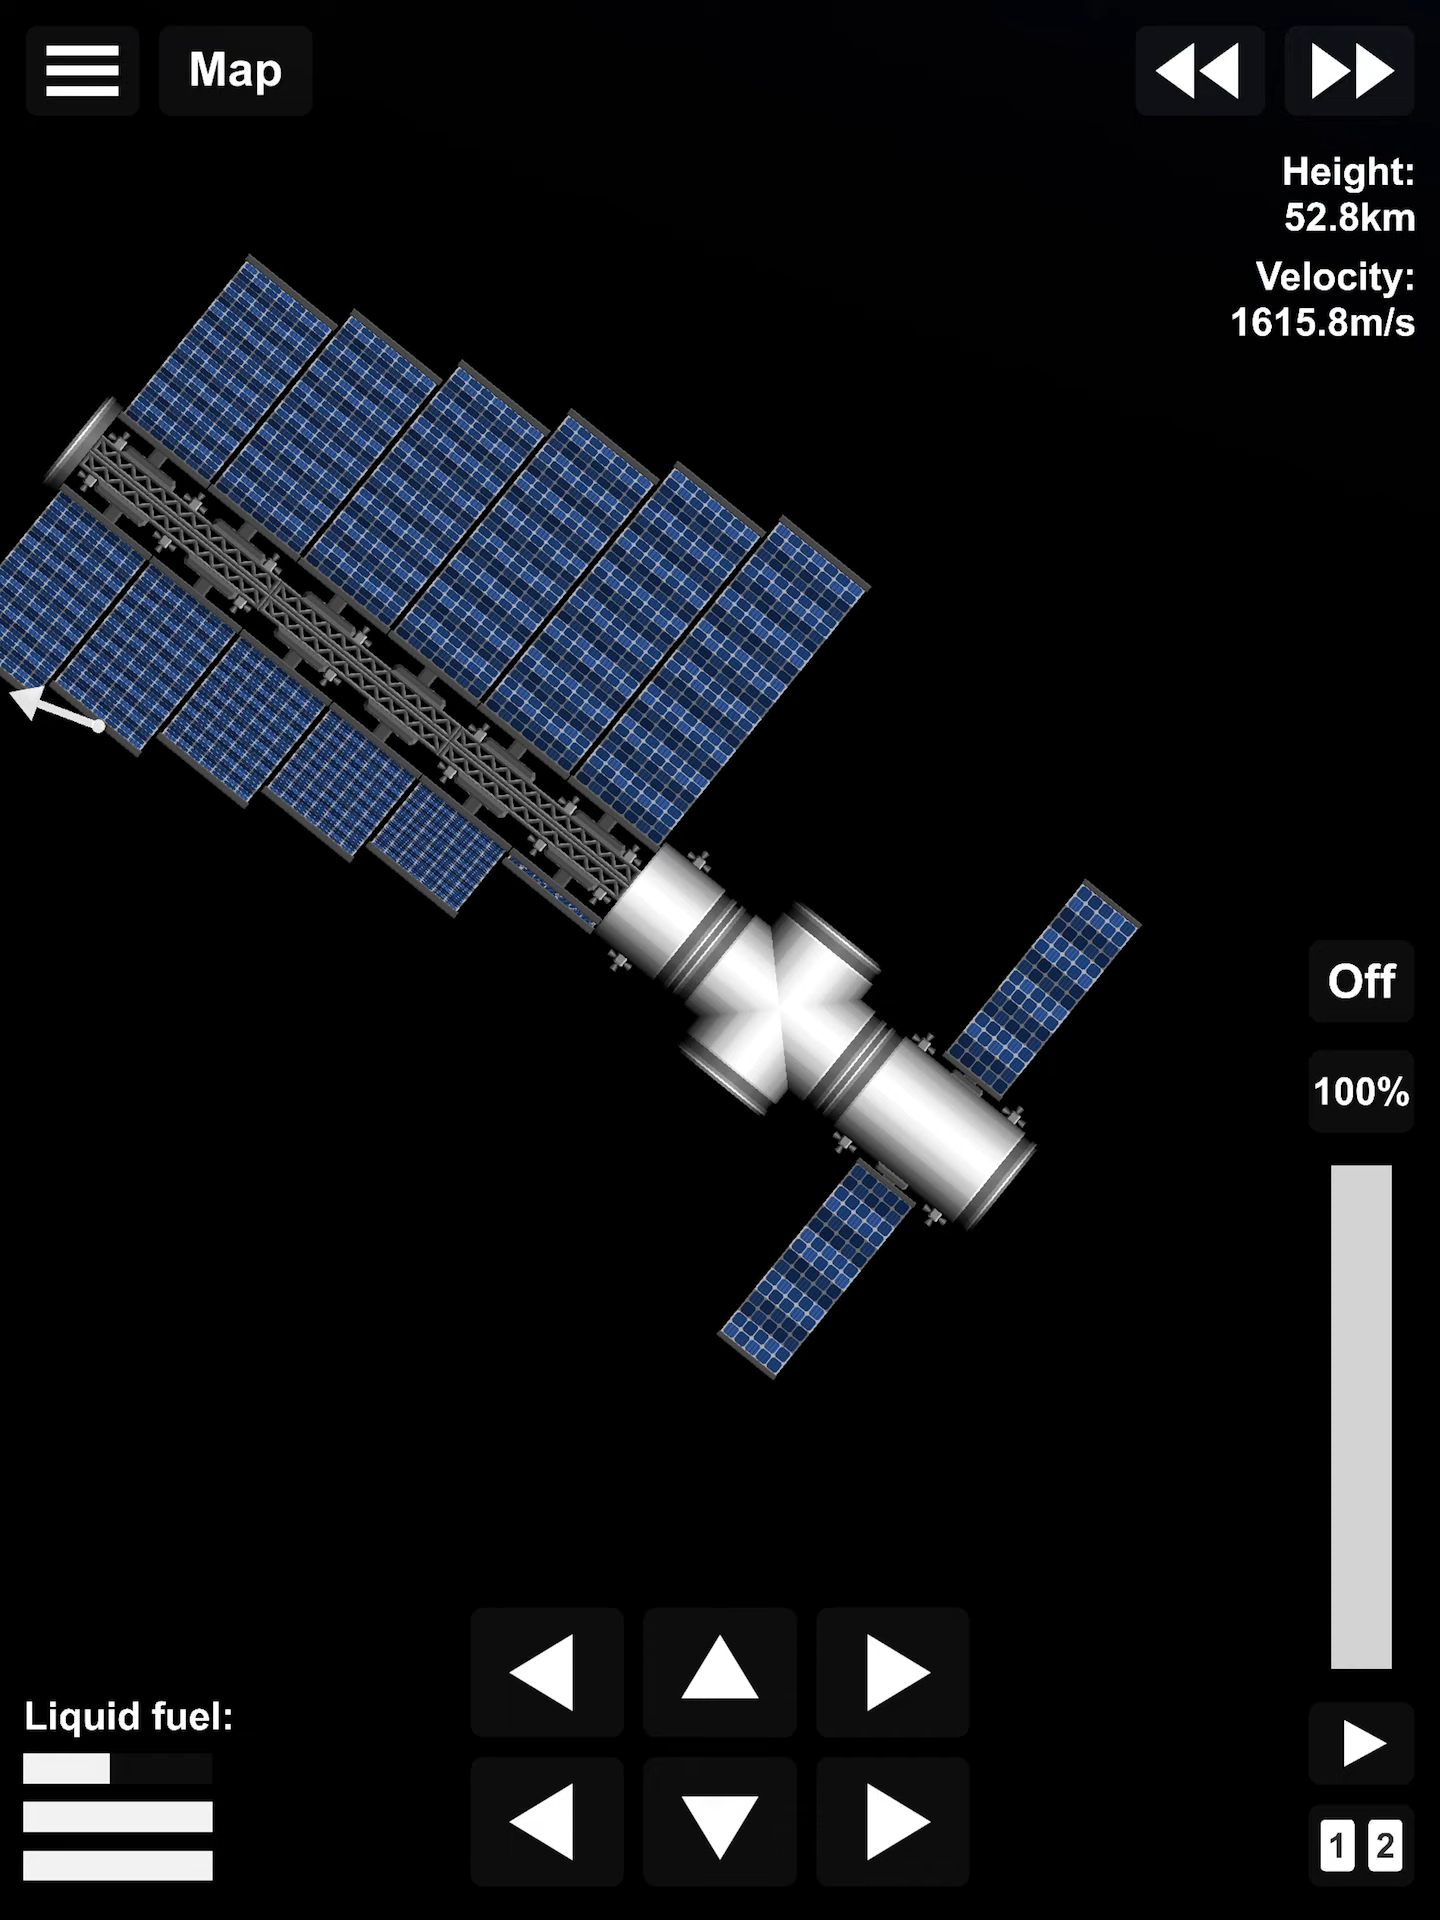 Map
Height:
52.8km
Velocity:
1615.8m/s
Off
100%
Liquid fuel:
1 2